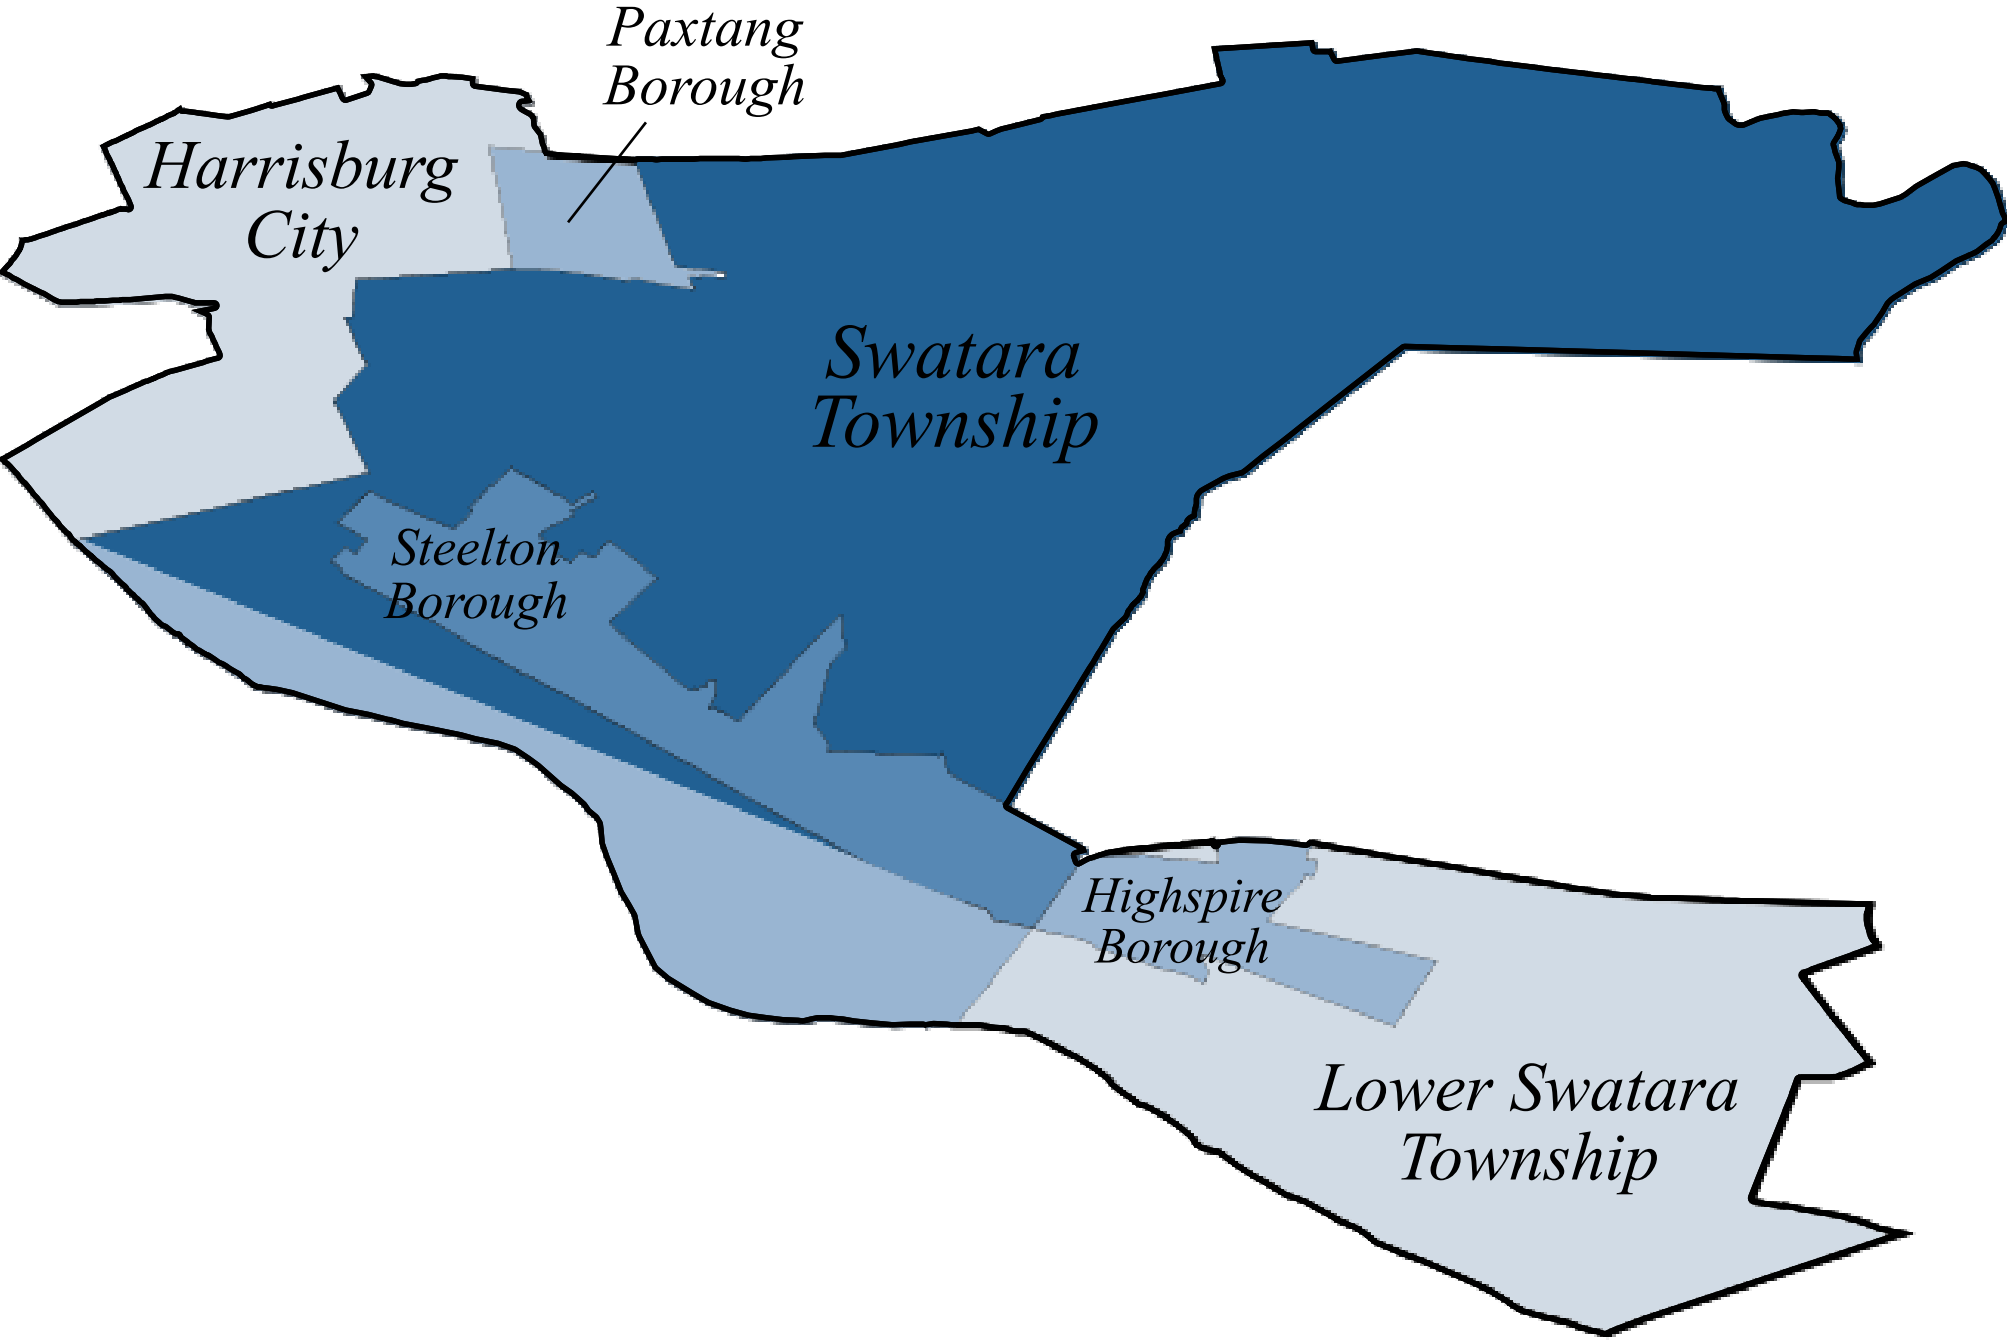 Paxtang
Borough
Harrisburg
City
Swatara
Township
Steelton
Borough
Highspire
Borough
Lower Swatara
Township